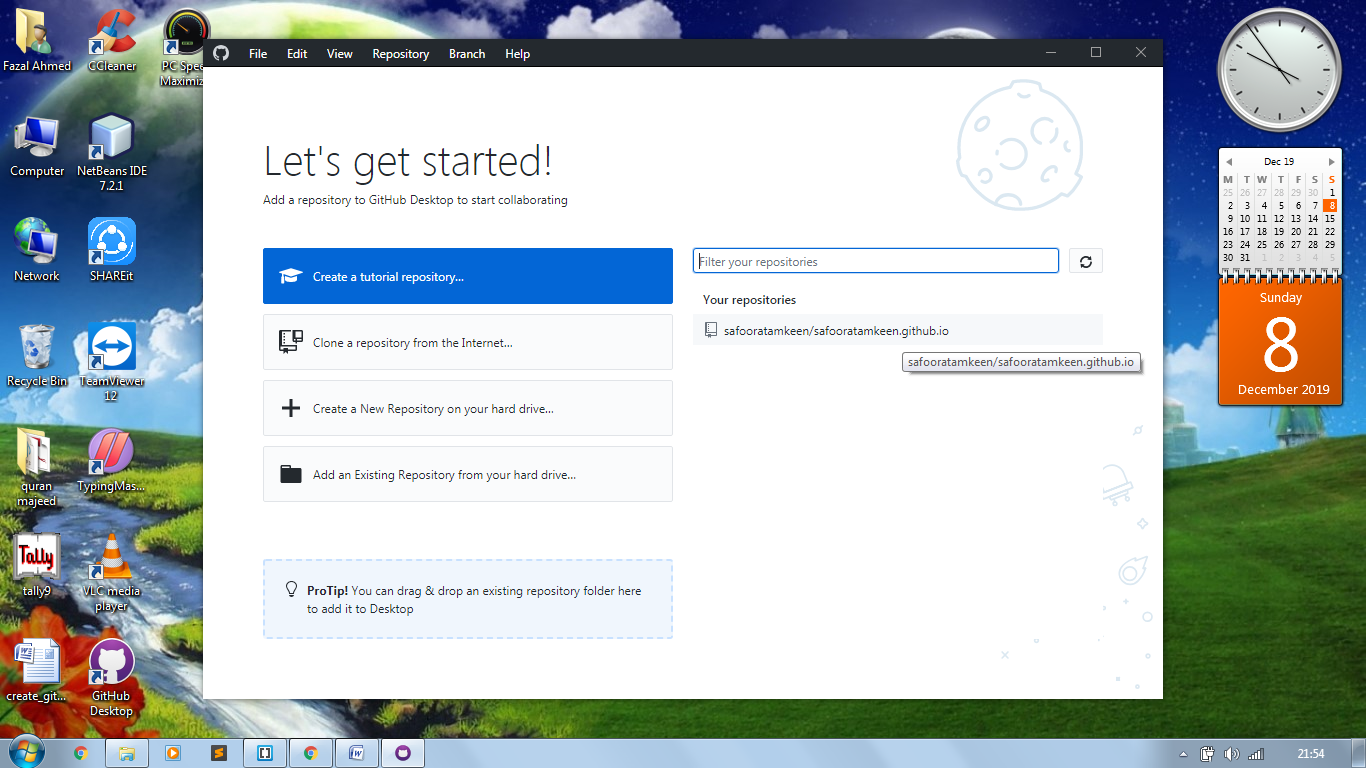 Fazal Ahmed
CCleaner
PC Spee
Maximiz
Computer
NetBeans IDE
7.2.1
Network
SHAREit
Recycle Bin
TeamViewer
12
quran
majeed
TypingMas...
Tally
tally9
VLC media
player
create_git...
GitHub
Desktop
File Edit View Repository Branch Help
Let's get started!
Add a repository to GitHub Desktop to start collaborating
Create a tutorial repository...
Clone a repository from the Internet...
Create a New Repository on your hard drive...
Add an Existing Repository from your hard drive...
ProTip! You can drag & drop an existing repository folder here
to add it to Desktop
Filter your repositories
Your repositories
safooratamkeen/safooratamkeen.github.io
safooratamkeen/safooratamkeen.github.io
Dec 19
M T W T F S S
25 26 27 28 29 30 1
2 3 4 5 6 7 8
9 10 11 12 13 14 15
16 17 18 19 20 21 22
23 24 25 26 27 28 29
30 31 1 2 3 4 5
Sunday
8
December 2019
21:54